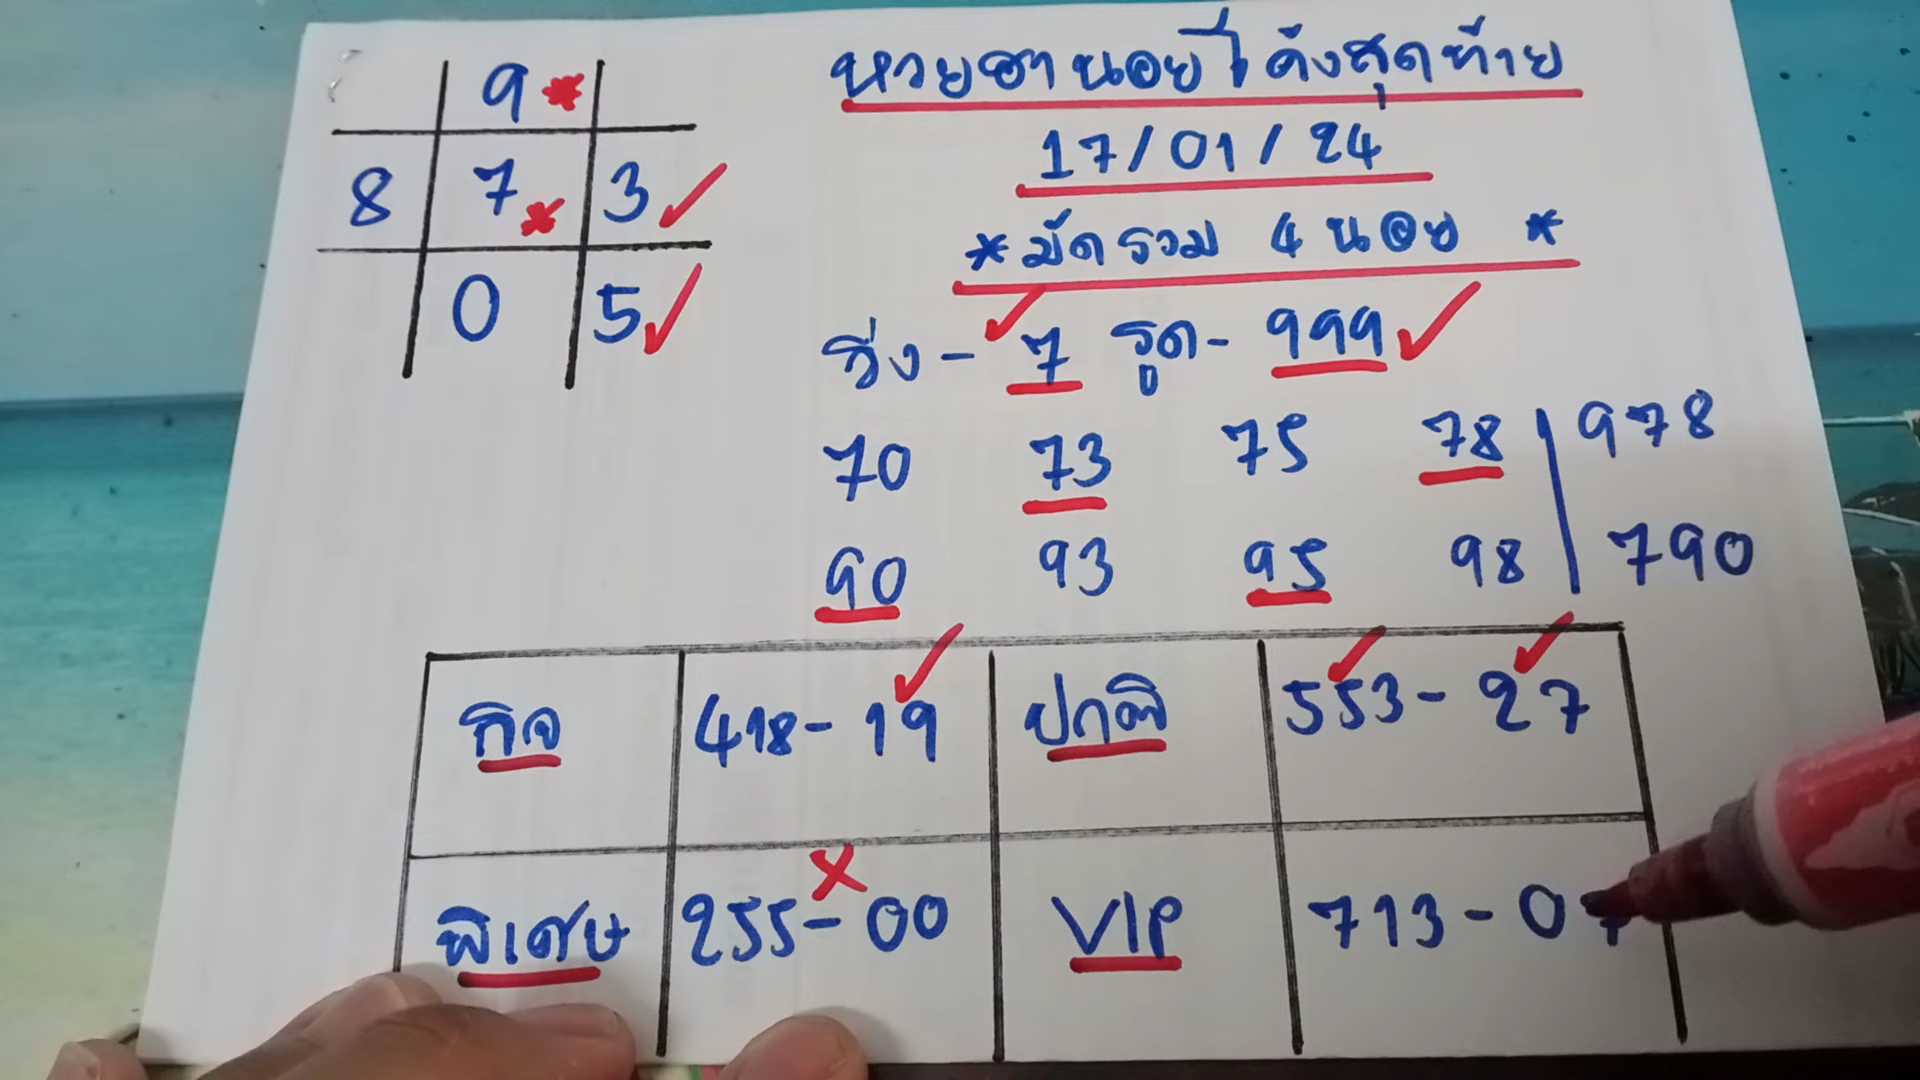 หวยฮานอย โค้งสุดท้าย
17/01/24
*มัดรวม 4 นอย *
9
8 7 3
0 5
วิ่ง - 7 รูด - 999
70 73 75 78 978
90 93 95 98 790
กิจ 418 - 19 ปกติ 553 - 27
พิเศษ 255 - 00 VIP 713 - 07